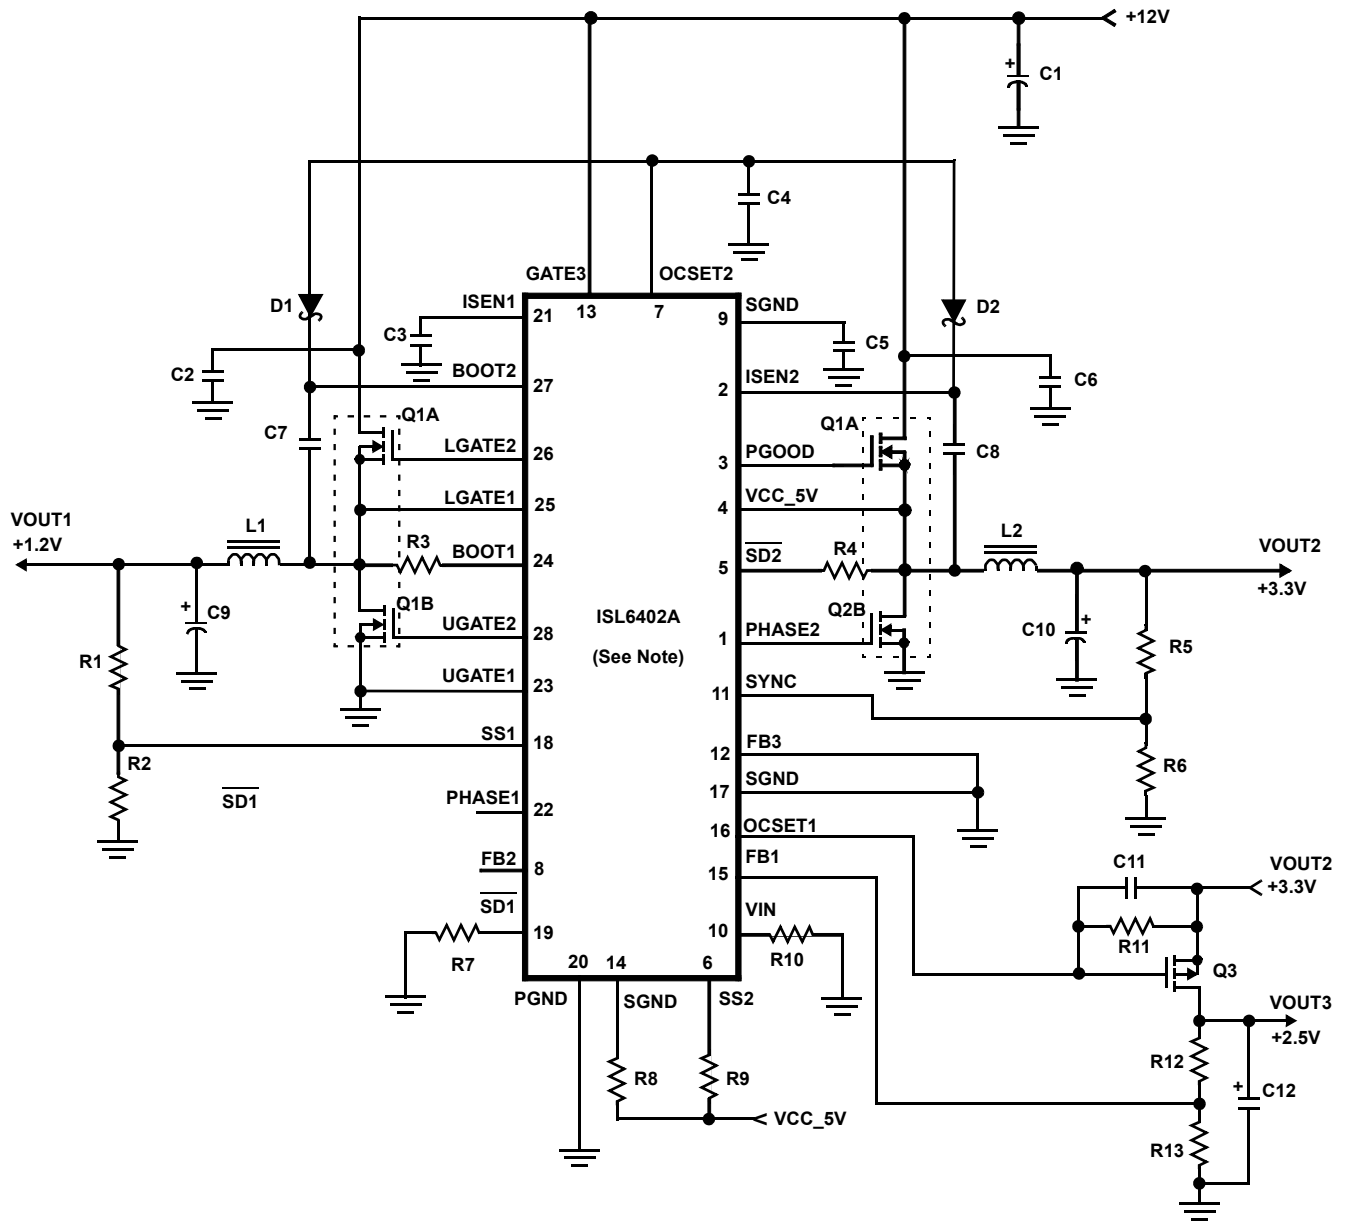 +12V
+
C1
C4
GATE3
OCSET2
13
7
D1
ISEN1
21
C3
C2
BOOT2
27
C7
Q1A
LGATE2
26
LGATE1
25
VOUT1
+1.2V
L1
R3
BOOT1
24
+
C9
Q1B
UGATE2
28
R1
UGATE1
23
SS1
18
R2
SD1
PHASE1
22
FB2
8
SD1
19
R7
ISL6402A
(See Note)
9
SGND
C5
D2
2
ISEN2
C6
Q1A
3
PGOOD
C8
4
VCC_5V
5
SD2
R4
L2
VOUT2
+3.3V
Q2B
1
PHASE2
C10
+
R5
11
SYNC
12
FB3
R6
17
SGND
16
OCSET1
15
FB1
C11
VOUT2
+3.3V
10
VIN
R10
R11
Q3
20
14
6
PGND
SGND
SS2
VOUT3
+2.5V
R8
R9
R12
+
C12
VCC_5V
R13